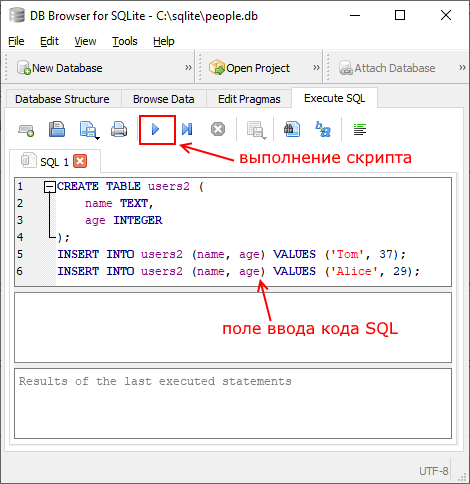 DB Browser for SQLite - C:\sqlite\people.db
File Edit View Tools Help
New Database » Open Project » Attach Database »
Database Structure Browse Data Edit Pragmas Execute SQL
выполнение скрипта
SQL 1
1 CREATE TABLE users2 (
2 name TEXT,
3 age INTEGER
4 );
5 INSERT INTO users2 (name, age) VALUES ('Tom', 37);
6 INSERT INTO users2 (name, age) VALUES ('Alice', 29);
поле ввода кода SQL
Results of the last executed statements
UTF-8